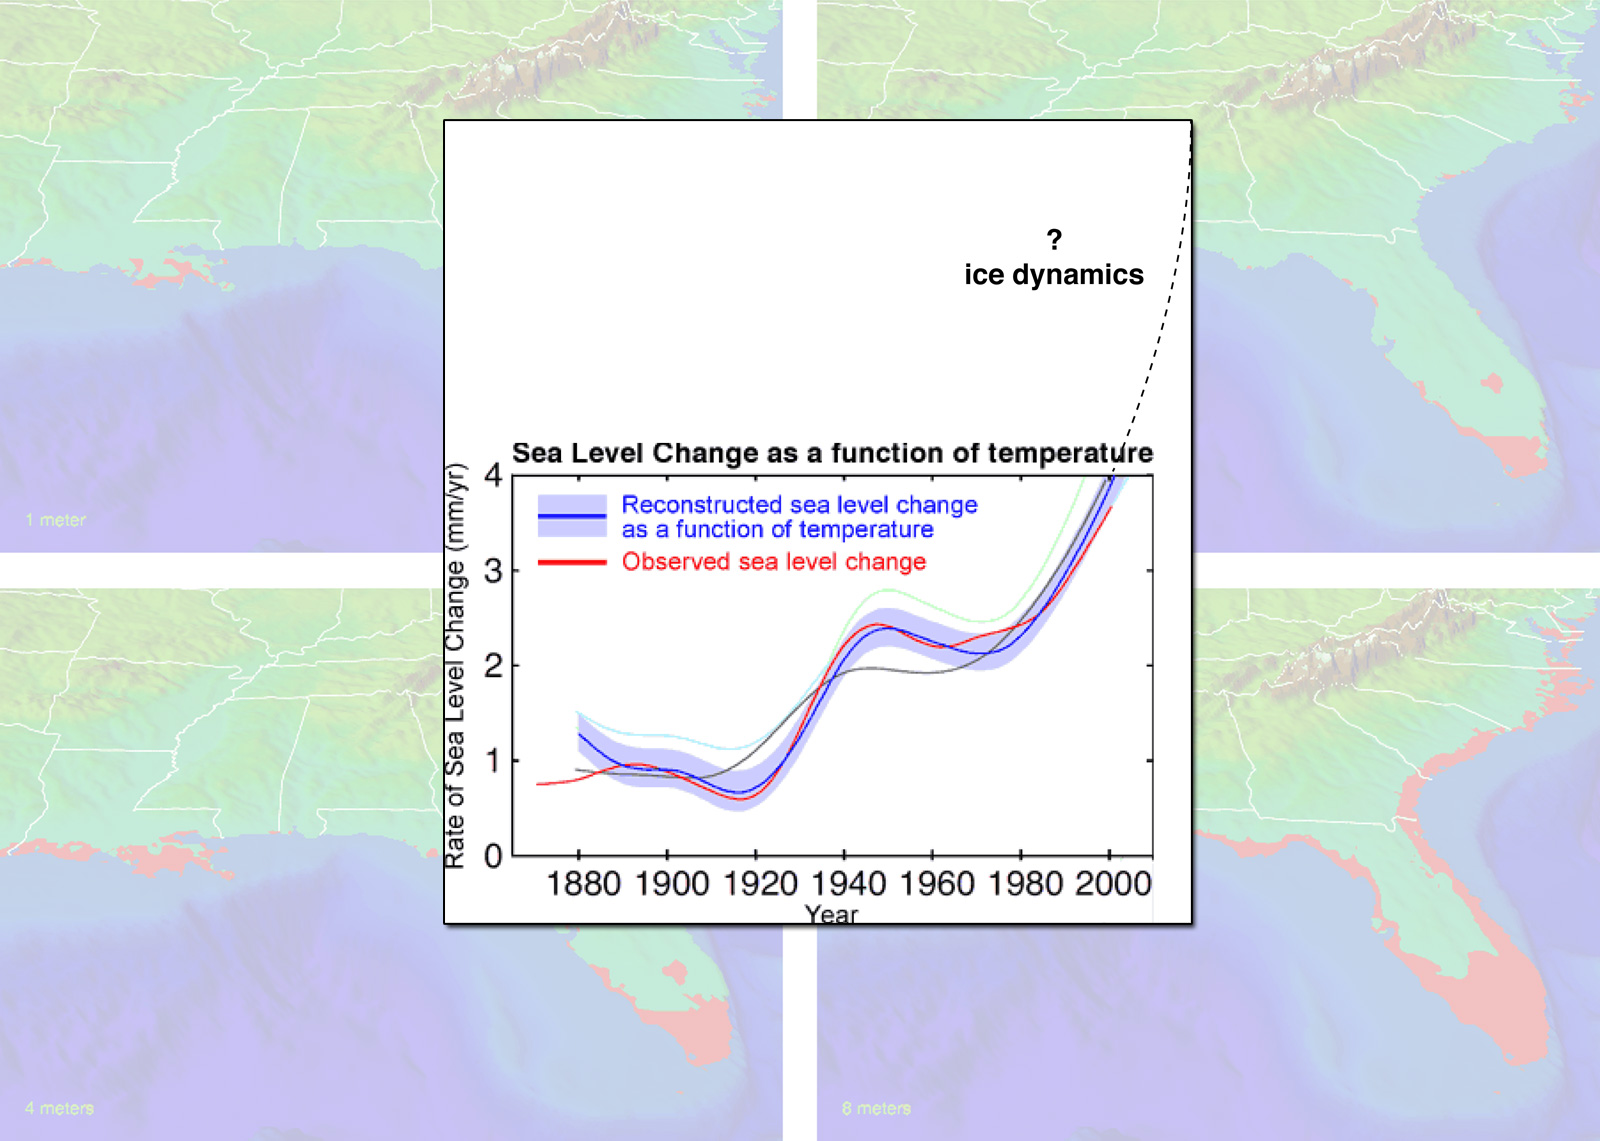 ?
ice dynamics
Sea Level Change as a function of temperature
Rate of Sea Level Change (mm/yr)
4
3
2
1
0
Reconstructed sea level change
as a function of temperature
Observed sea level change
1880 1900 1920 1940 1960 1980 2000
Year
1 meter
4 meters
8 meters